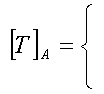 [T]_A = {